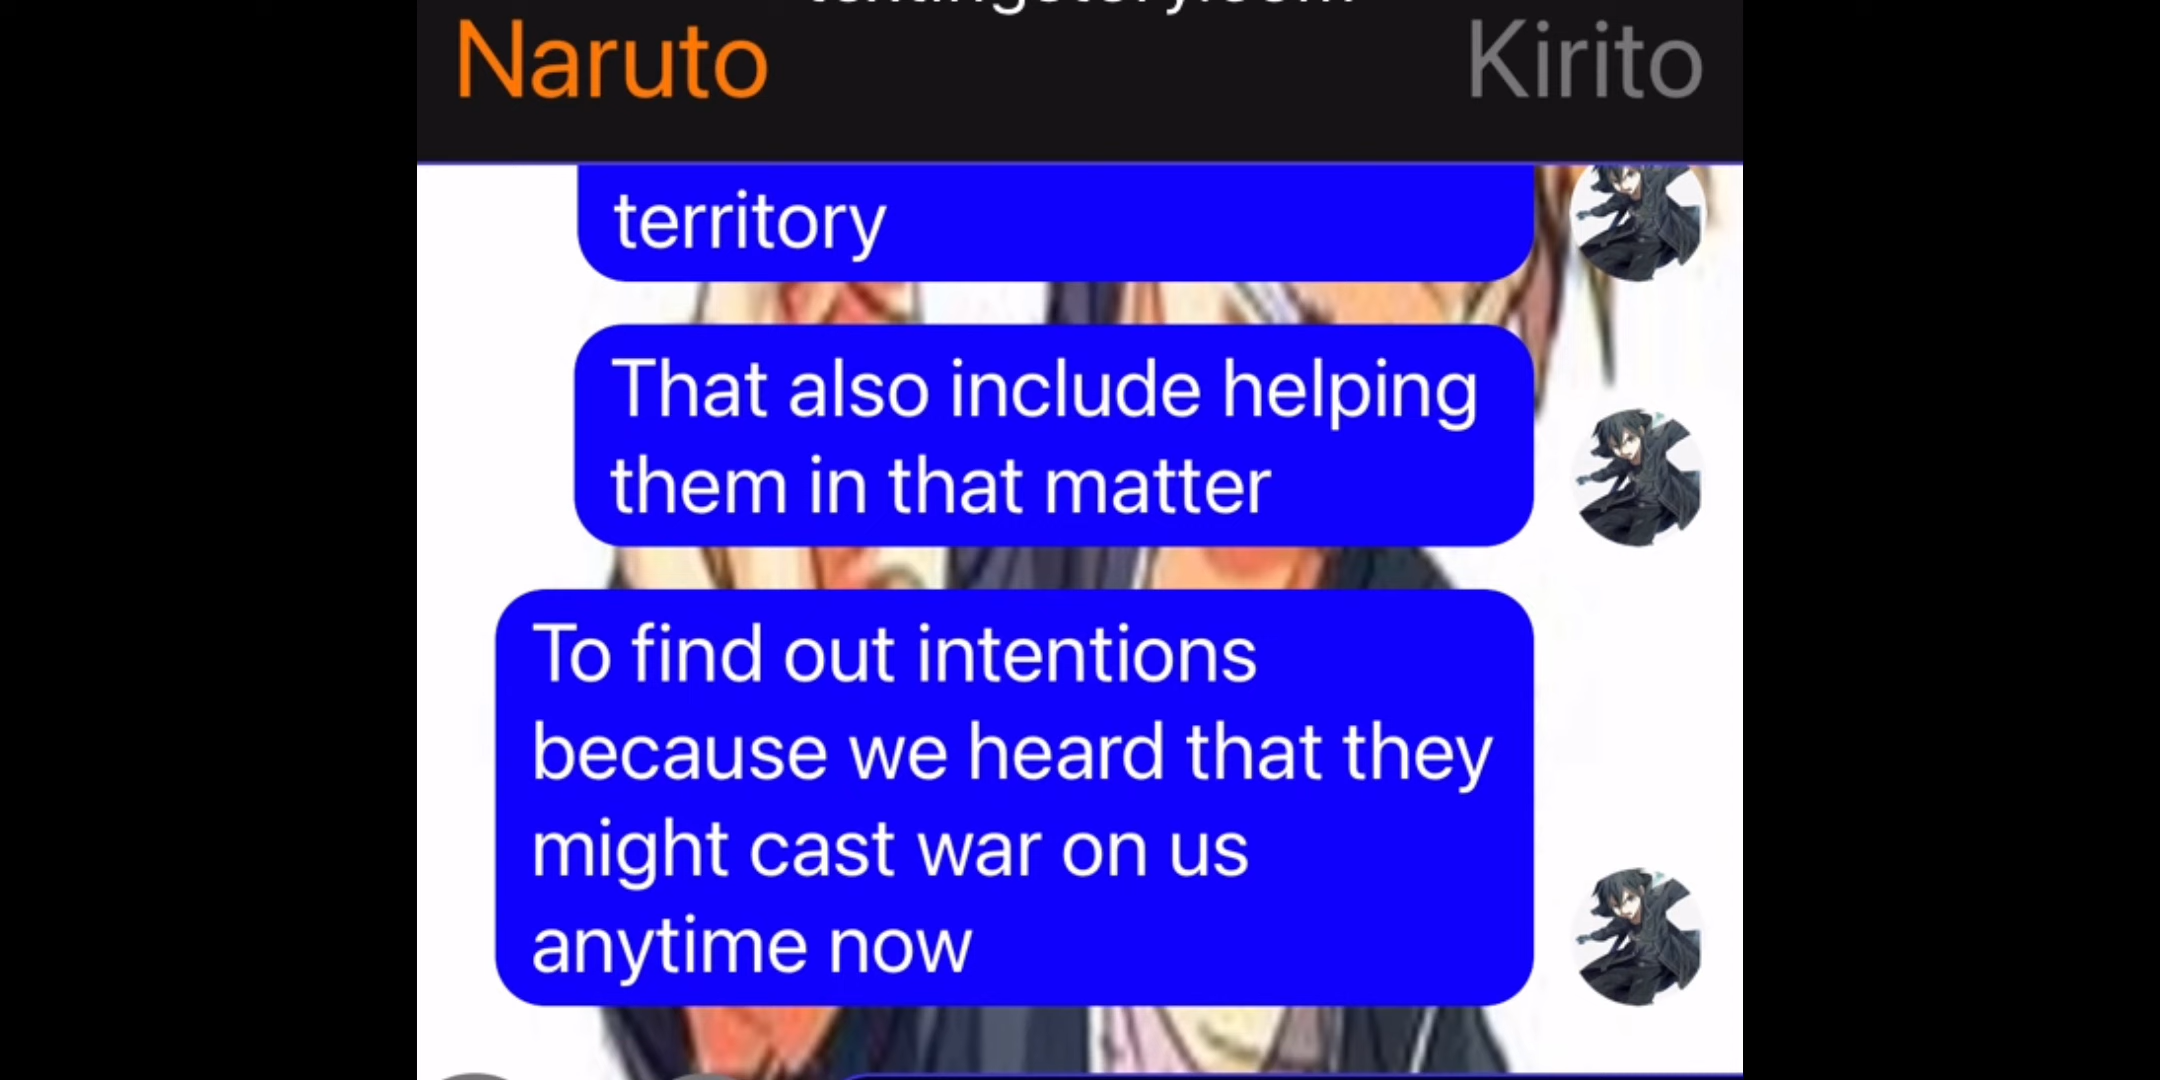 Naruto
Kirito
territory
That also include helping
them in that matter
To find out intentions
because we heard that they
might cast war on us
anytime now